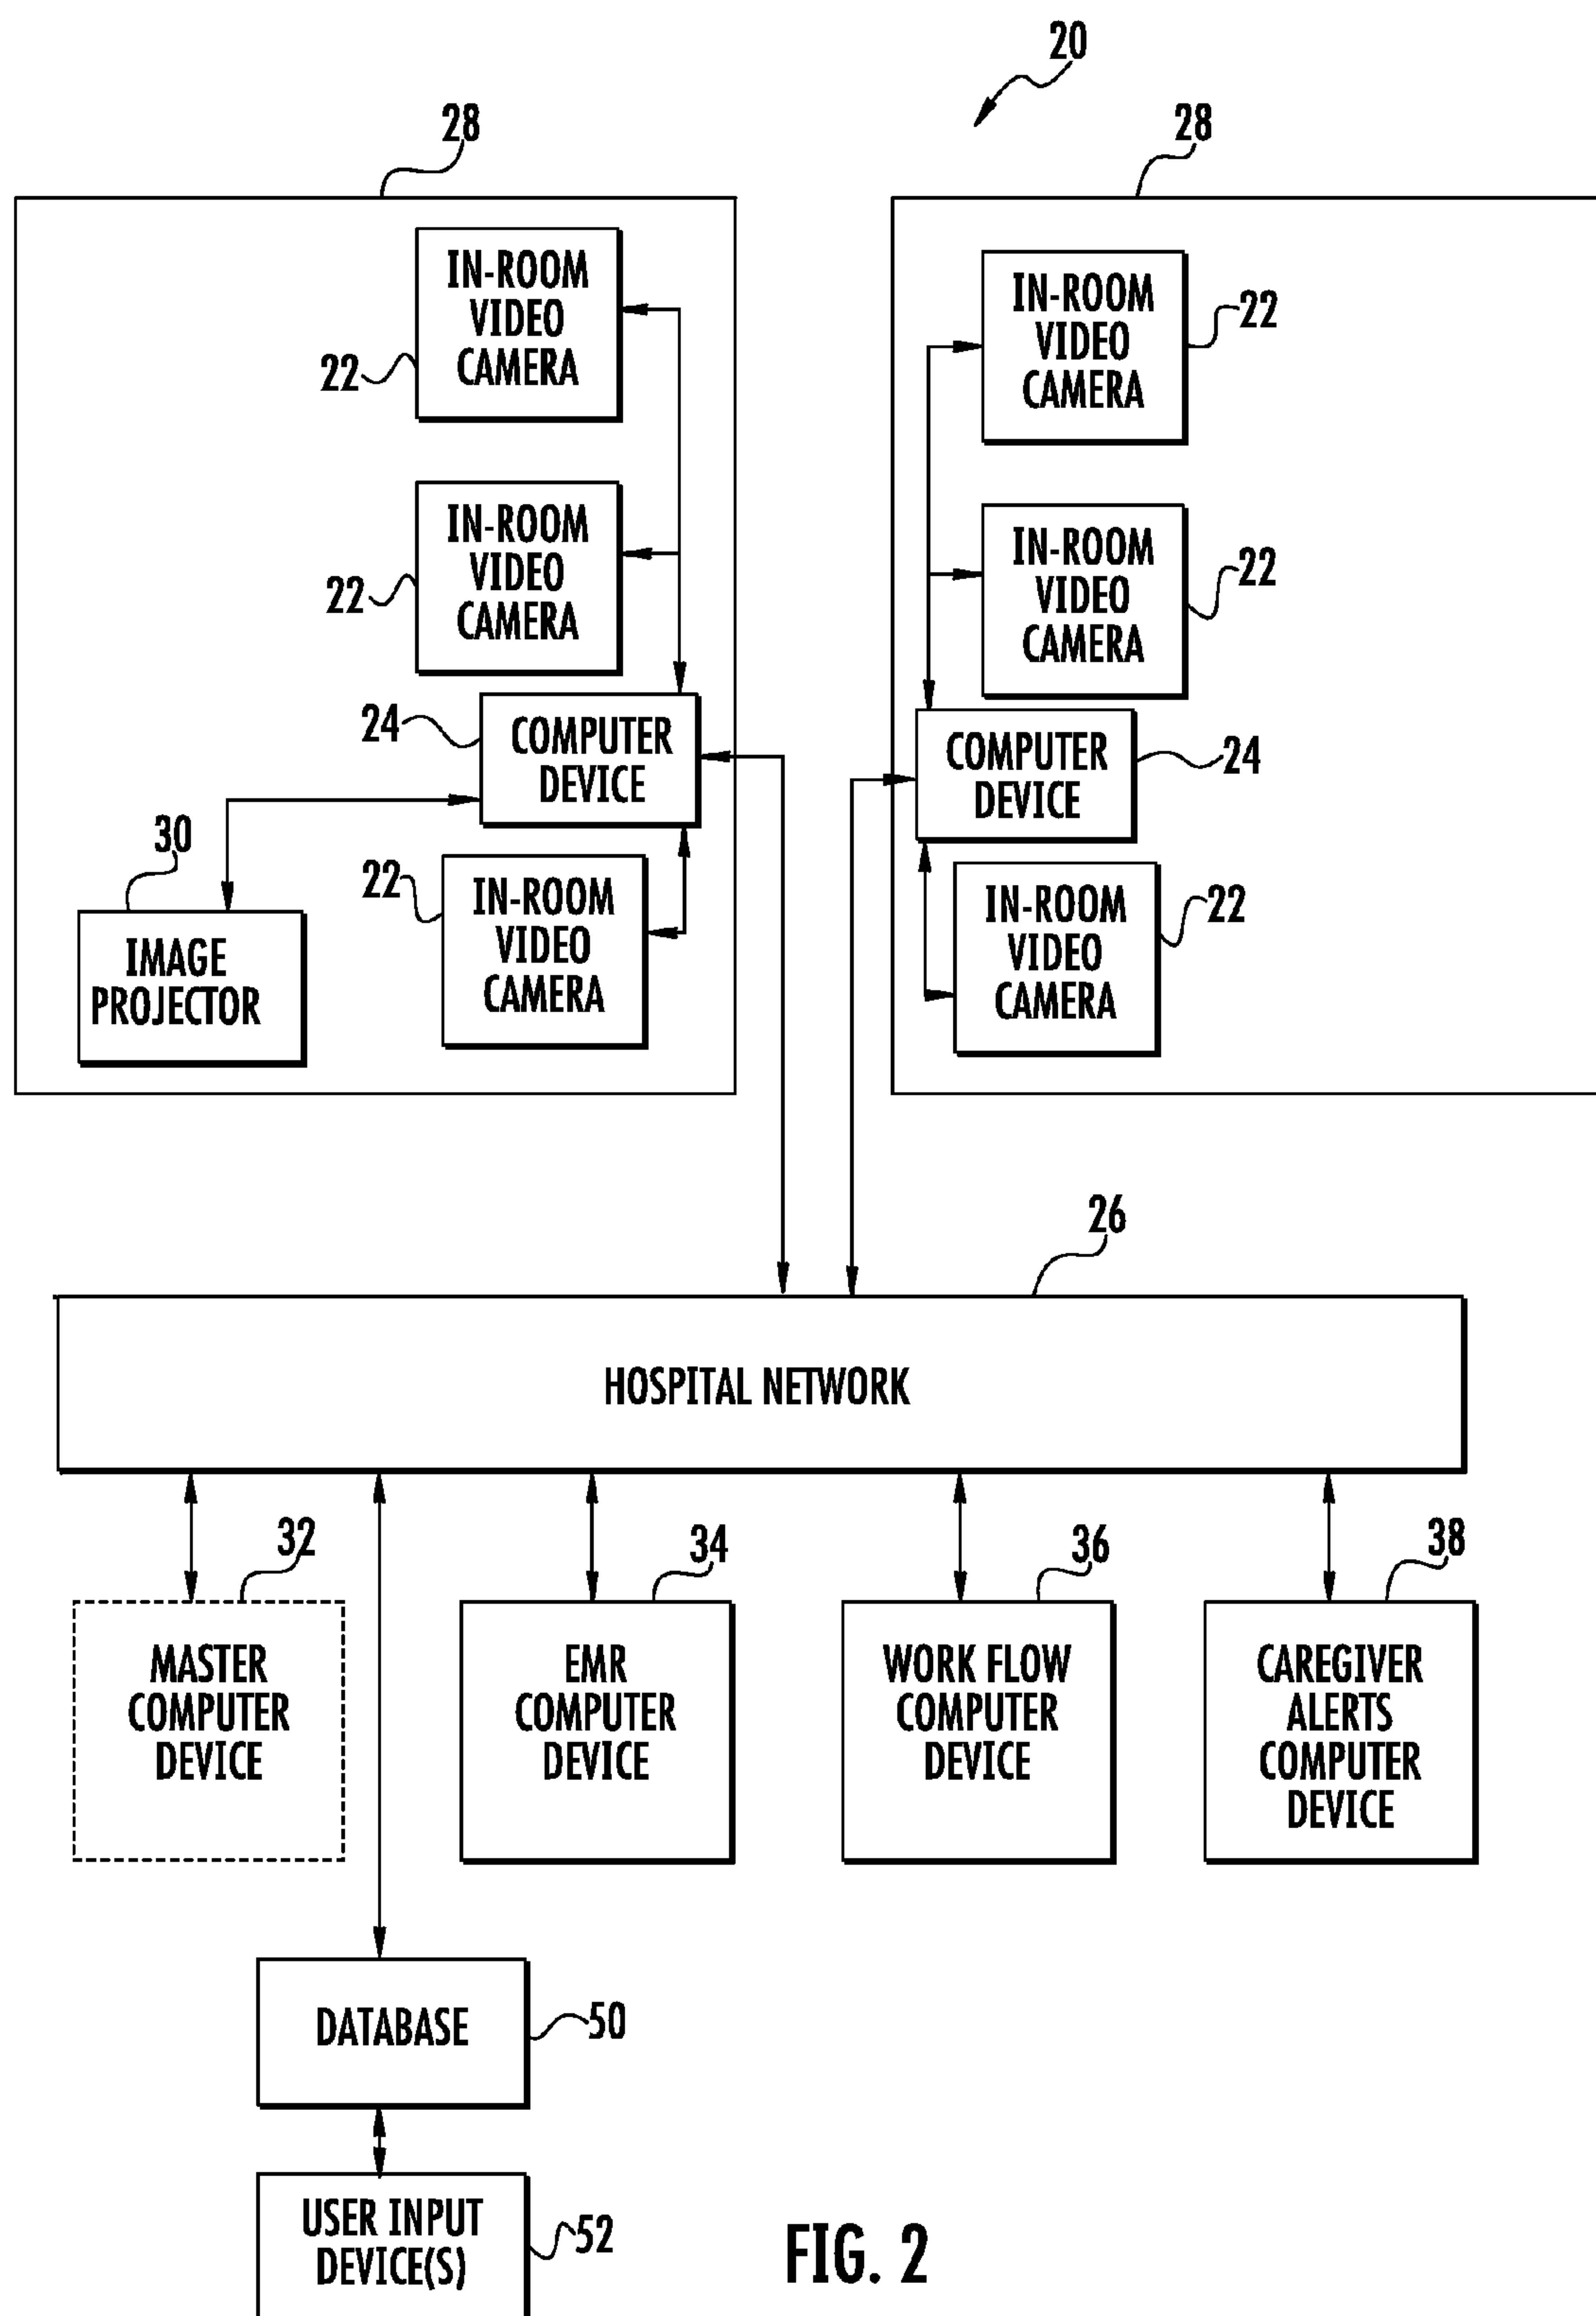 20
28
28
IN-ROOM
VIDEO
CAMERA
22
IN-ROOM
VIDEO
CAMERA
22
IN-ROOM
VIDEO
CAMERA
22
IN-ROOM
VIDEO
CAMERA
22
24
COMPUTER
DEVICE
COMPUTER
DEVICE
24
30
IMAGE
PROJECTOR
22
IN-ROOM
VIDEO
CAMERA
IN-ROOM
VIDEO
CAMERA
22
26
HOSPITAL NETWORK
32
34
36
38
MASTER
COMPUTER
DEVICE
EMR
COMPUTER
DEVICE
WORK FLOW
COMPUTER
DEVICE
CAREGIVER
ALERTS
COMPUTER
DEVICE
DATABASE
50
USER INPUT
DEVICE(S)
52
FIG. 2